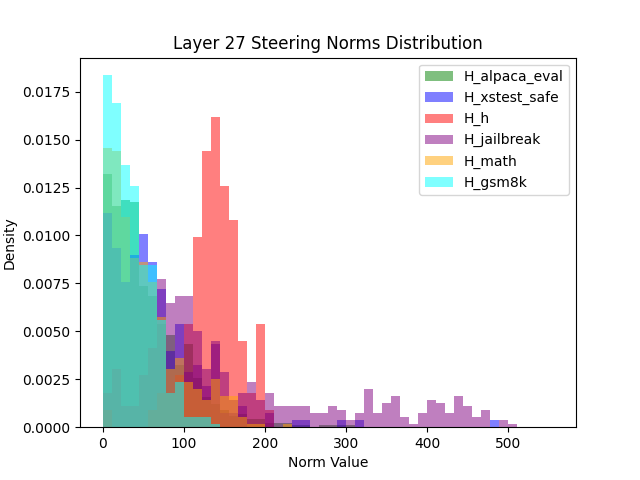 Layer 27 Steering Norms Distribution
H_alpaca_eval
H_xstest_safe
H_h
H_jailbreak
H_math
H_gsm8k
Density
0.0175
0.0150
0.0125
0.0100
0.0075
0.0050
0.0025
0.0000
0
100
200
300
400
500
Norm Value